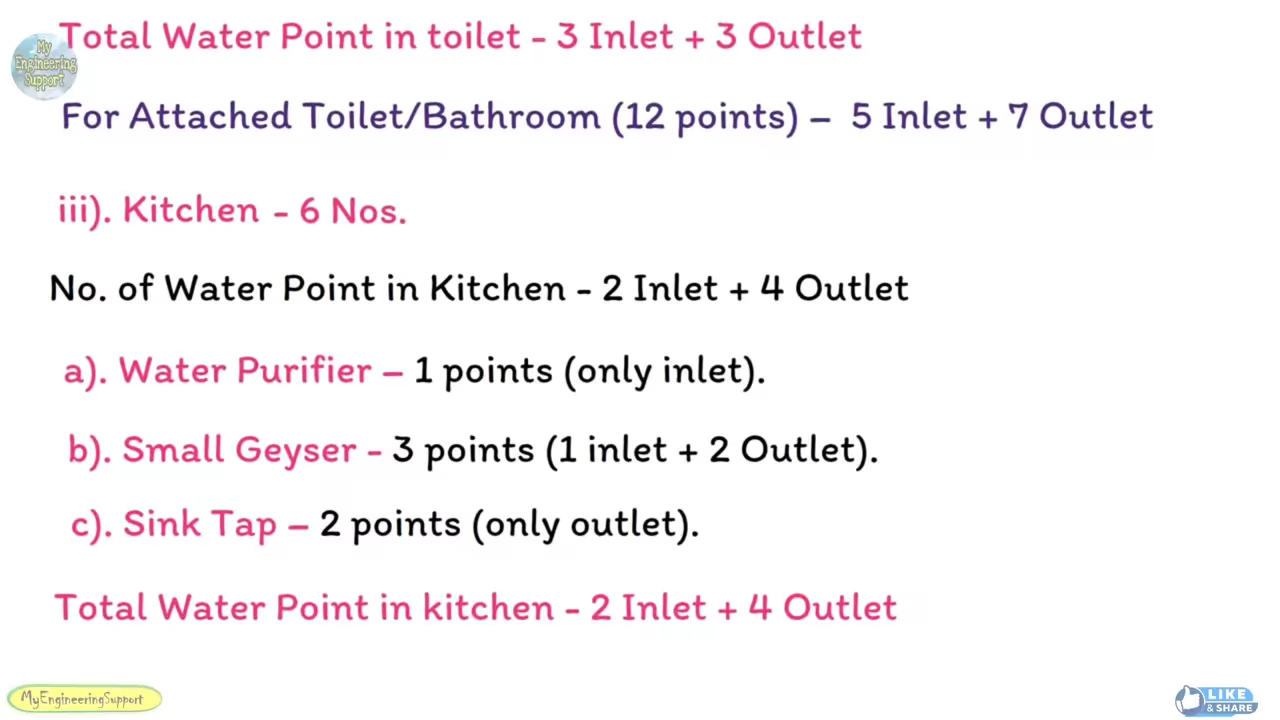 Total Water Point in toilet - 3 Inlet + 3 Outlet
My
Engineering
Support
For Attached Toilet/Bathroom (12 points) – 5 Inlet + 7 Outlet
iii). Kitchen - 6 Nos.
No. of Water Point in Kitchen - 2 Inlet + 4 Outlet
a). Water Purifier – 1 points (only inlet).
b). Small Geyser - 3 points (1 inlet + 2 Outlet).
c). Sink Tap – 2 points (only outlet).
Total Water Point in kitchen - 2 Inlet + 4 Outlet
MyEngineeringSupport
LIKE
& SHARE